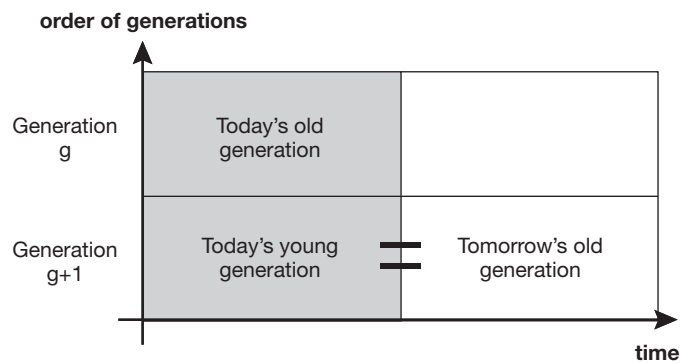 order of generations
Generation
g
Today's old
generation
Generation
g+1
Today's young
generation
=
Tomorrow's old
generation
time